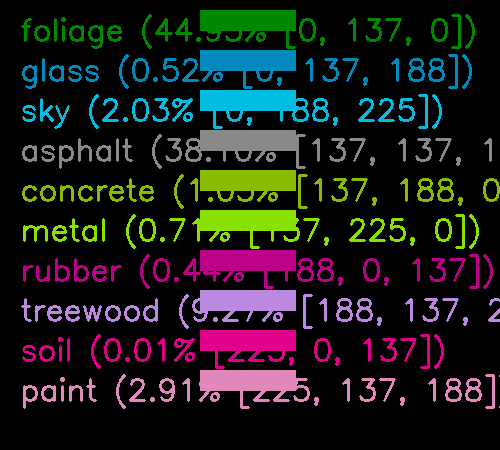 foliage (44.93% [0, 137, 0])
glass (0.52% [0, 137, 188])
sky (2.03% [0, 188, 225])
asphalt (38.10% [137, 137, 1
concrete (1.03% [137, 188, 0
metal (0.71% [137, 225, 0])
rubber (0.44% [188, 0, 137])
treewood (9.27% [188, 137, 2
soil (0.01% [225, 0, 137])
paint (2.91% [225, 137, 188])